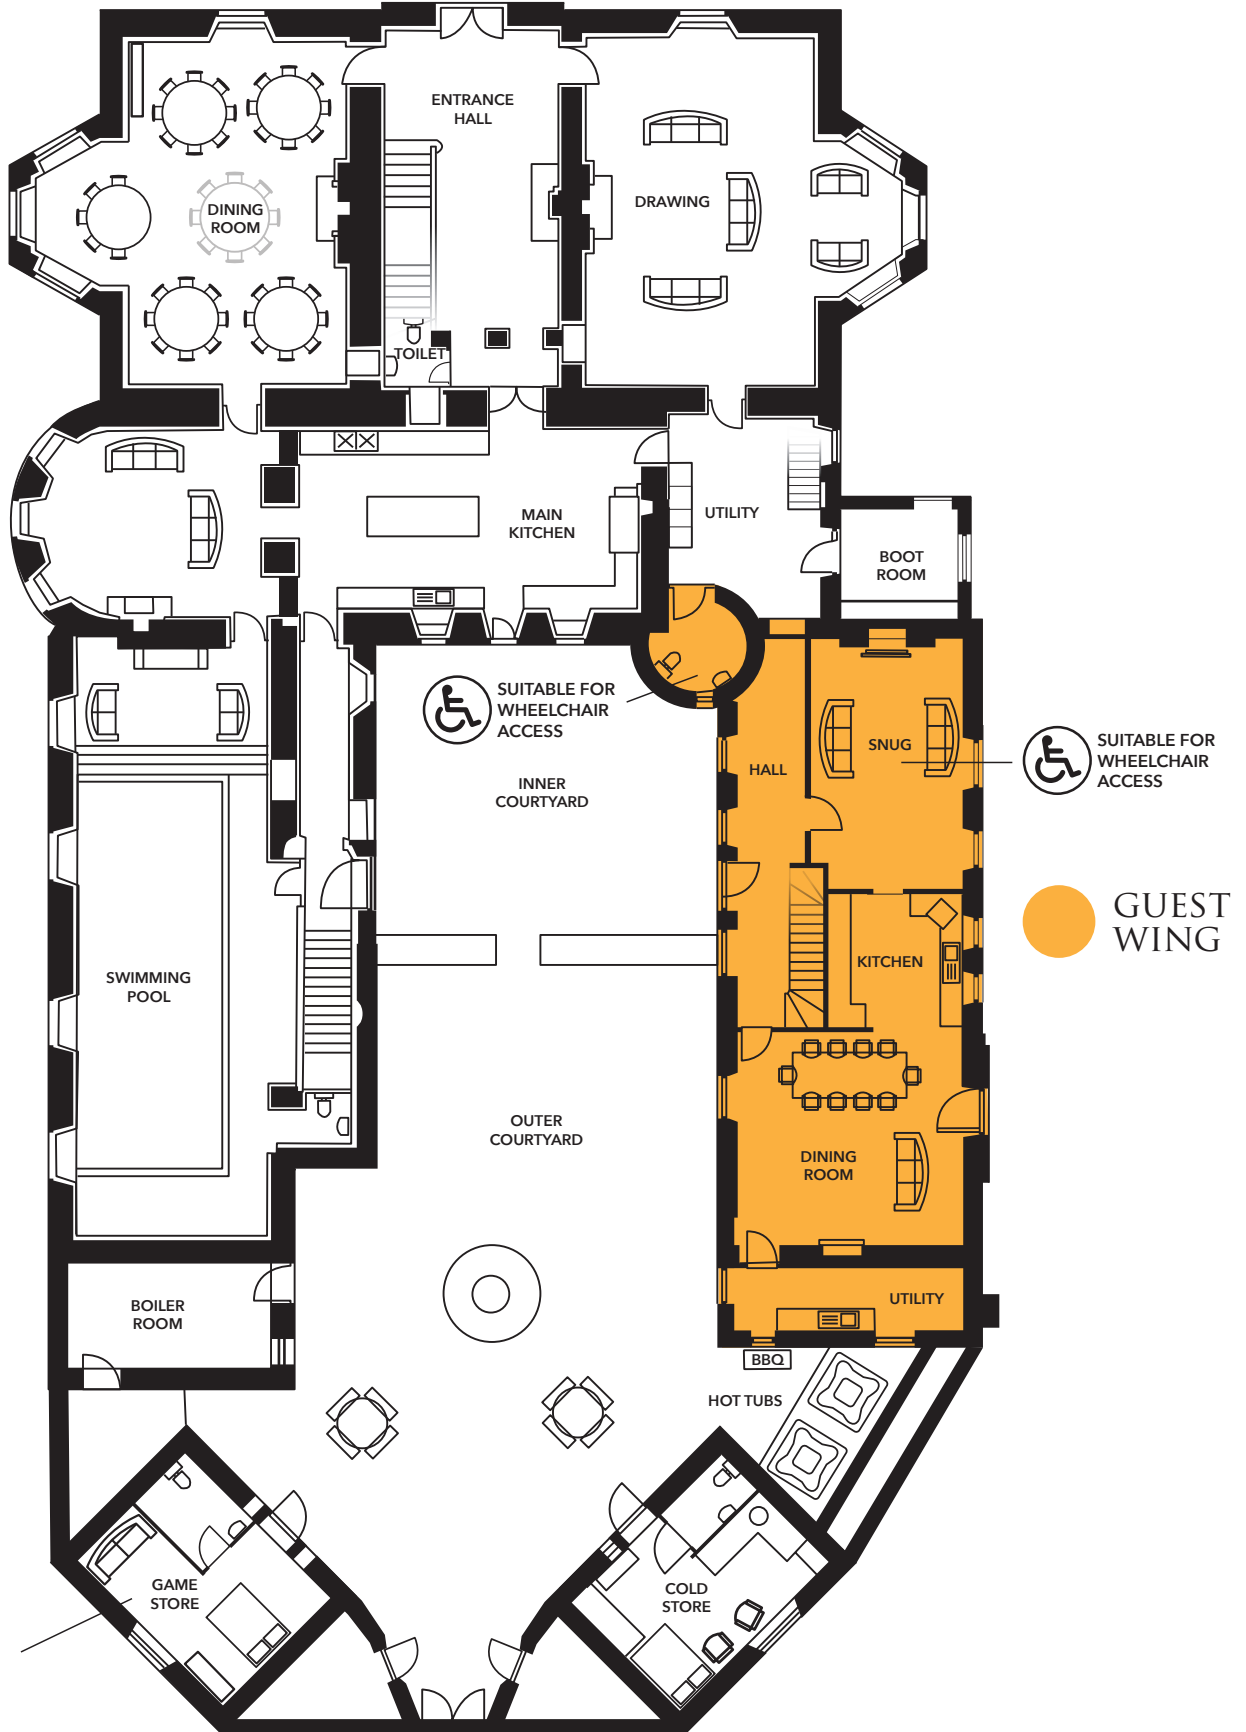 ENTRANCE
HALL
DINING
ROOM
DRAWING
TOILET
MAIN
KITCHEN
UTILITY
BOOT
ROOM
SUITABLE FOR
WHEELCHAIR
ACCESS
SNUG
HALL
SUITABLE FOR
WHEELCHAIR
ACCESS
INNER
COURTYARD
GUEST
WING
KITCHEN
SWIMMING
POOL
OUTER
COURTYARD
DINING
ROOM
UTILITY
BOILER
ROOM
BBQ
HOT TUBS
GAME
STORE
COLD
STORE